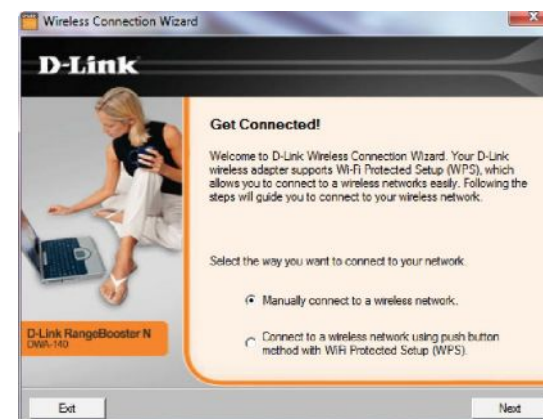 Wireless Connection Wizard
D-Link
Get Connected!
Welcome to D-Link Wireless Connection Wizard. Your D-Link
wireless adapter supports Wi-Fi Protected Setup (WPS), which
allows you to connect to a wireless networks easily. Following the
steps will guide you to connect to your wireless network.
Select the way you want to connect to your network.
Manually connect to a wireless network.
Connect to a wireless network using push button
method with WiFi Protected Setup (WPS).
D-Link RangeBooster N
DWA-140
Exit
Next